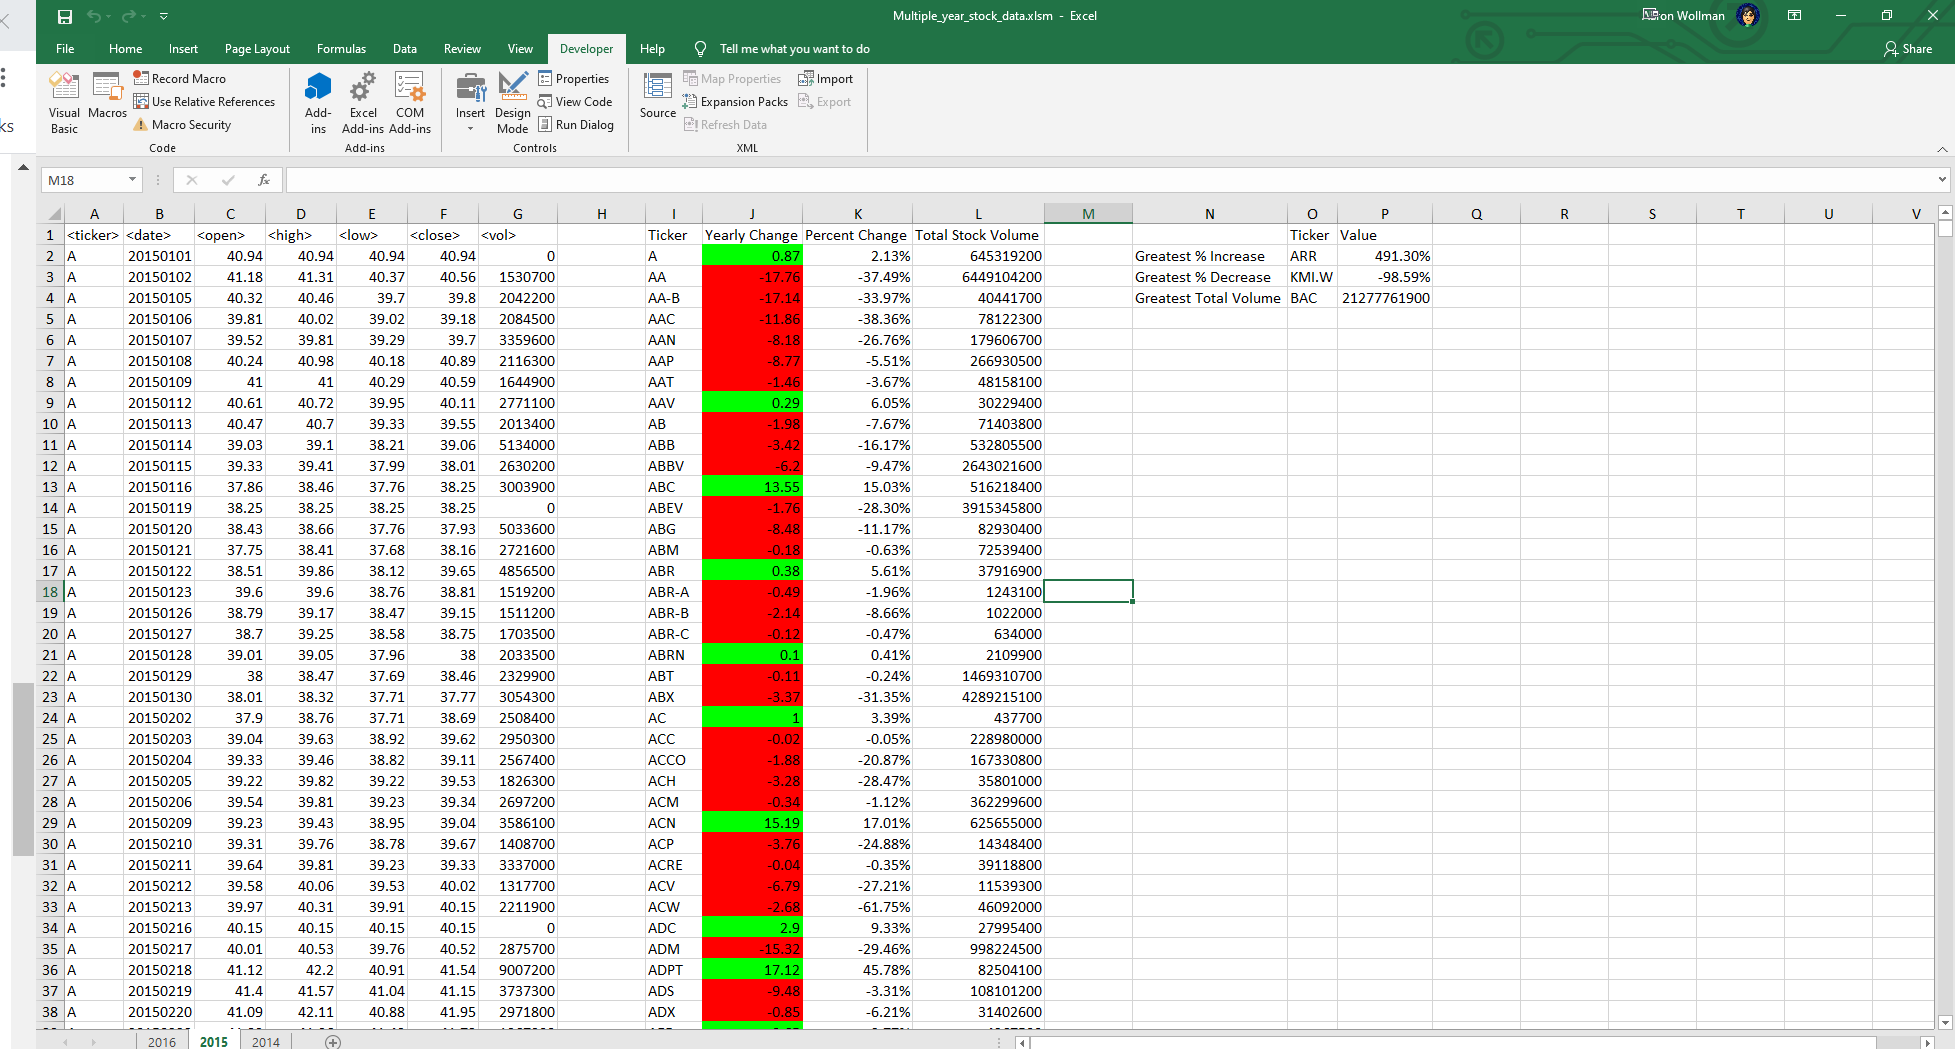 Multiple_year_stock_data.xlsm - Excel
on Wollman
File Home Insert Page Layout Formulas Data Review View Developer Help Tell me what you want to do Share
Visual Basic
Macros
Record Macro
Use Relative References
Macro Security
Code
Add-ins
Excel Add-ins
COM Add-ins
Add-ins
Insert
Design Mode
Properties
View Code
Run Dialog
Controls
Source
Map Properties
Expansion Packs
Refresh Data
Import
Export
XML
ks
M18 fx
A B C D E F G H I J K L M N O P Q R S T U V
1 <ticker> <date> <open> <high> <low> <close> <vol> Ticker Yearly Change Percent Change Total Stock Volume Ticker Value
2 A 20150101 40.94 40.94 40.94 40.94 0 A 0.87 2.13% 645319200 Greatest % Increase ARR 491.30%
3 A 20150102 41.18 41.31 40.37 40.56 1530700 AA -17.76 -37.49% 6449104200 Greatest % Decrease KMI.W -98.59%
4 A 20150105 40.32 40.46 39.7 39.8 2042200 AA-B -17.14 -33.97% 40441700 Greatest Total Volume BAC 21277761900
5 A 20150106 39.81 40.02 39.02 39.18 2084500 AAC -11.86 -38.36% 78122300
6 A 20150107 39.52 39.81 39.29 39.7 3359600 AAN -8.18 -26.76% 179606700
7 A 20150108 40.24 40.98 40.18 40.89 2116300 AAP -8.77 -5.51% 266930500
8 A 20150109 41 41 40.29 40.59 1644900 AAT -1.46 -3.67% 48158100
9 A 20150112 40.61 40.72 39.95 40.11 2771100 AAV 0.29 6.05% 30229400
10 A 20150113 40.47 40.7 39.33 39.55 2013400 AB -1.98 -7.67% 71403800
11 A 20150114 39.03 39.1 38.21 39.06 5134000 ABB -3.42 -16.17% 532805500
12 A 20150115 39.33 39.41 37.99 38.01 2630200 ABBV -6.2 -9.47% 2643021600
13 A 20150116 37.86 38.46 37.76 38.25 3003900 ABC 13.55 15.03% 516218400
14 A 20150119 38.25 38.25 38.25 38.25 0 ABEV -1.76 -28.30% 3915345800
15 A 20150120 38.43 38.66 37.76 37.93 5033600 ABG -8.48 -11.17% 82930400
16 A 20150121 37.75 38.41 37.68 38.16 2721600 ABM -0.18 -0.63% 72539400
17 A 20150122 38.51 39.86 38.12 39.65 4856500 ABR 0.38 5.61% 37916900
18 A 20150123 39.6 39.6 38.76 38.81 1519200 ABR-A -0.49 -1.96% 1243100
19 A 20150126 38.79 39.17 38.47 39.15 1511200 ABR-B -2.14 -8.66% 1022000
20 A 20150127 38.7 39.25 38.58 38.75 1703500 ABR-C -0.12 -0.47% 634000
21 A 20150128 39.01 39.05 37.96 38 2033500 ABRN 0.1 0.41% 2109900
22 A 20150129 38 38.47 37.69 38.46 2329900 ABT -0.11 -0.24% 1469310700
23 A 20150130 38.01 38.32 37.71 37.77 3054300 ABX -3.37 -31.35% 4289215100
24 A 20150202 37.9 38.76 37.71 38.69 2508400 AC 1 3.39% 437700
25 A 20150203 39.04 39.63 38.92 39.62 2950300 ACC -0.02 -0.05% 228980000
26 A 20150204 39.33 39.46 38.82 39.11 2567400 ACCO -1.88 -20.87% 167330800
27 A 20150205 39.22 39.82 39.22 39.53 1826300 ACH -3.28 -28.47% 35801000
28 A 20150206 39.54 39.81 39.23 39.34 2697200 ACM -0.34 -1.12% 362299600
29 A 20150209 39.23 39.43 38.95 39.04 3586100 ACN 15.19 17.01% 625655000
30 A 20150210 39.31 39.76 38.78 39.67 1408700 ACP -3.76 -24.88% 14348400
31 A 20150211 39.64 39.81 39.23 39.33 3337000 ACRE -0.04 -0.35% 39118800
32 A 20150212 39.58 40.06 39.53 40.02 1317700 ACV -6.79 -27.21% 11539300
33 A 20150213 39.97 40.31 39.91 40.15 2211900 ACW -2.68 -61.75% 46092000
34 A 20150216 40.15 40.15 40.15 40.15 0 ADC 2.9 9.33% 27995400
35 A 20150217 40.01 40.53 39.76 40.52 2875700 ADM -15.32 -29.46% 998224500
36 A 20150218 41.12 42.2 40.91 41.54 9007200 ADPT 17.12 45.78% 82504100
37 A 20150219 41.4 41.57 41.04 41.15 3737300 ADS -9.48 -3.31% 108101200
38 A 20150220 41.09 42.11 40.88 41.95 2971800 ADX -0.85 -6.21% 31402600
2016 2015 2014